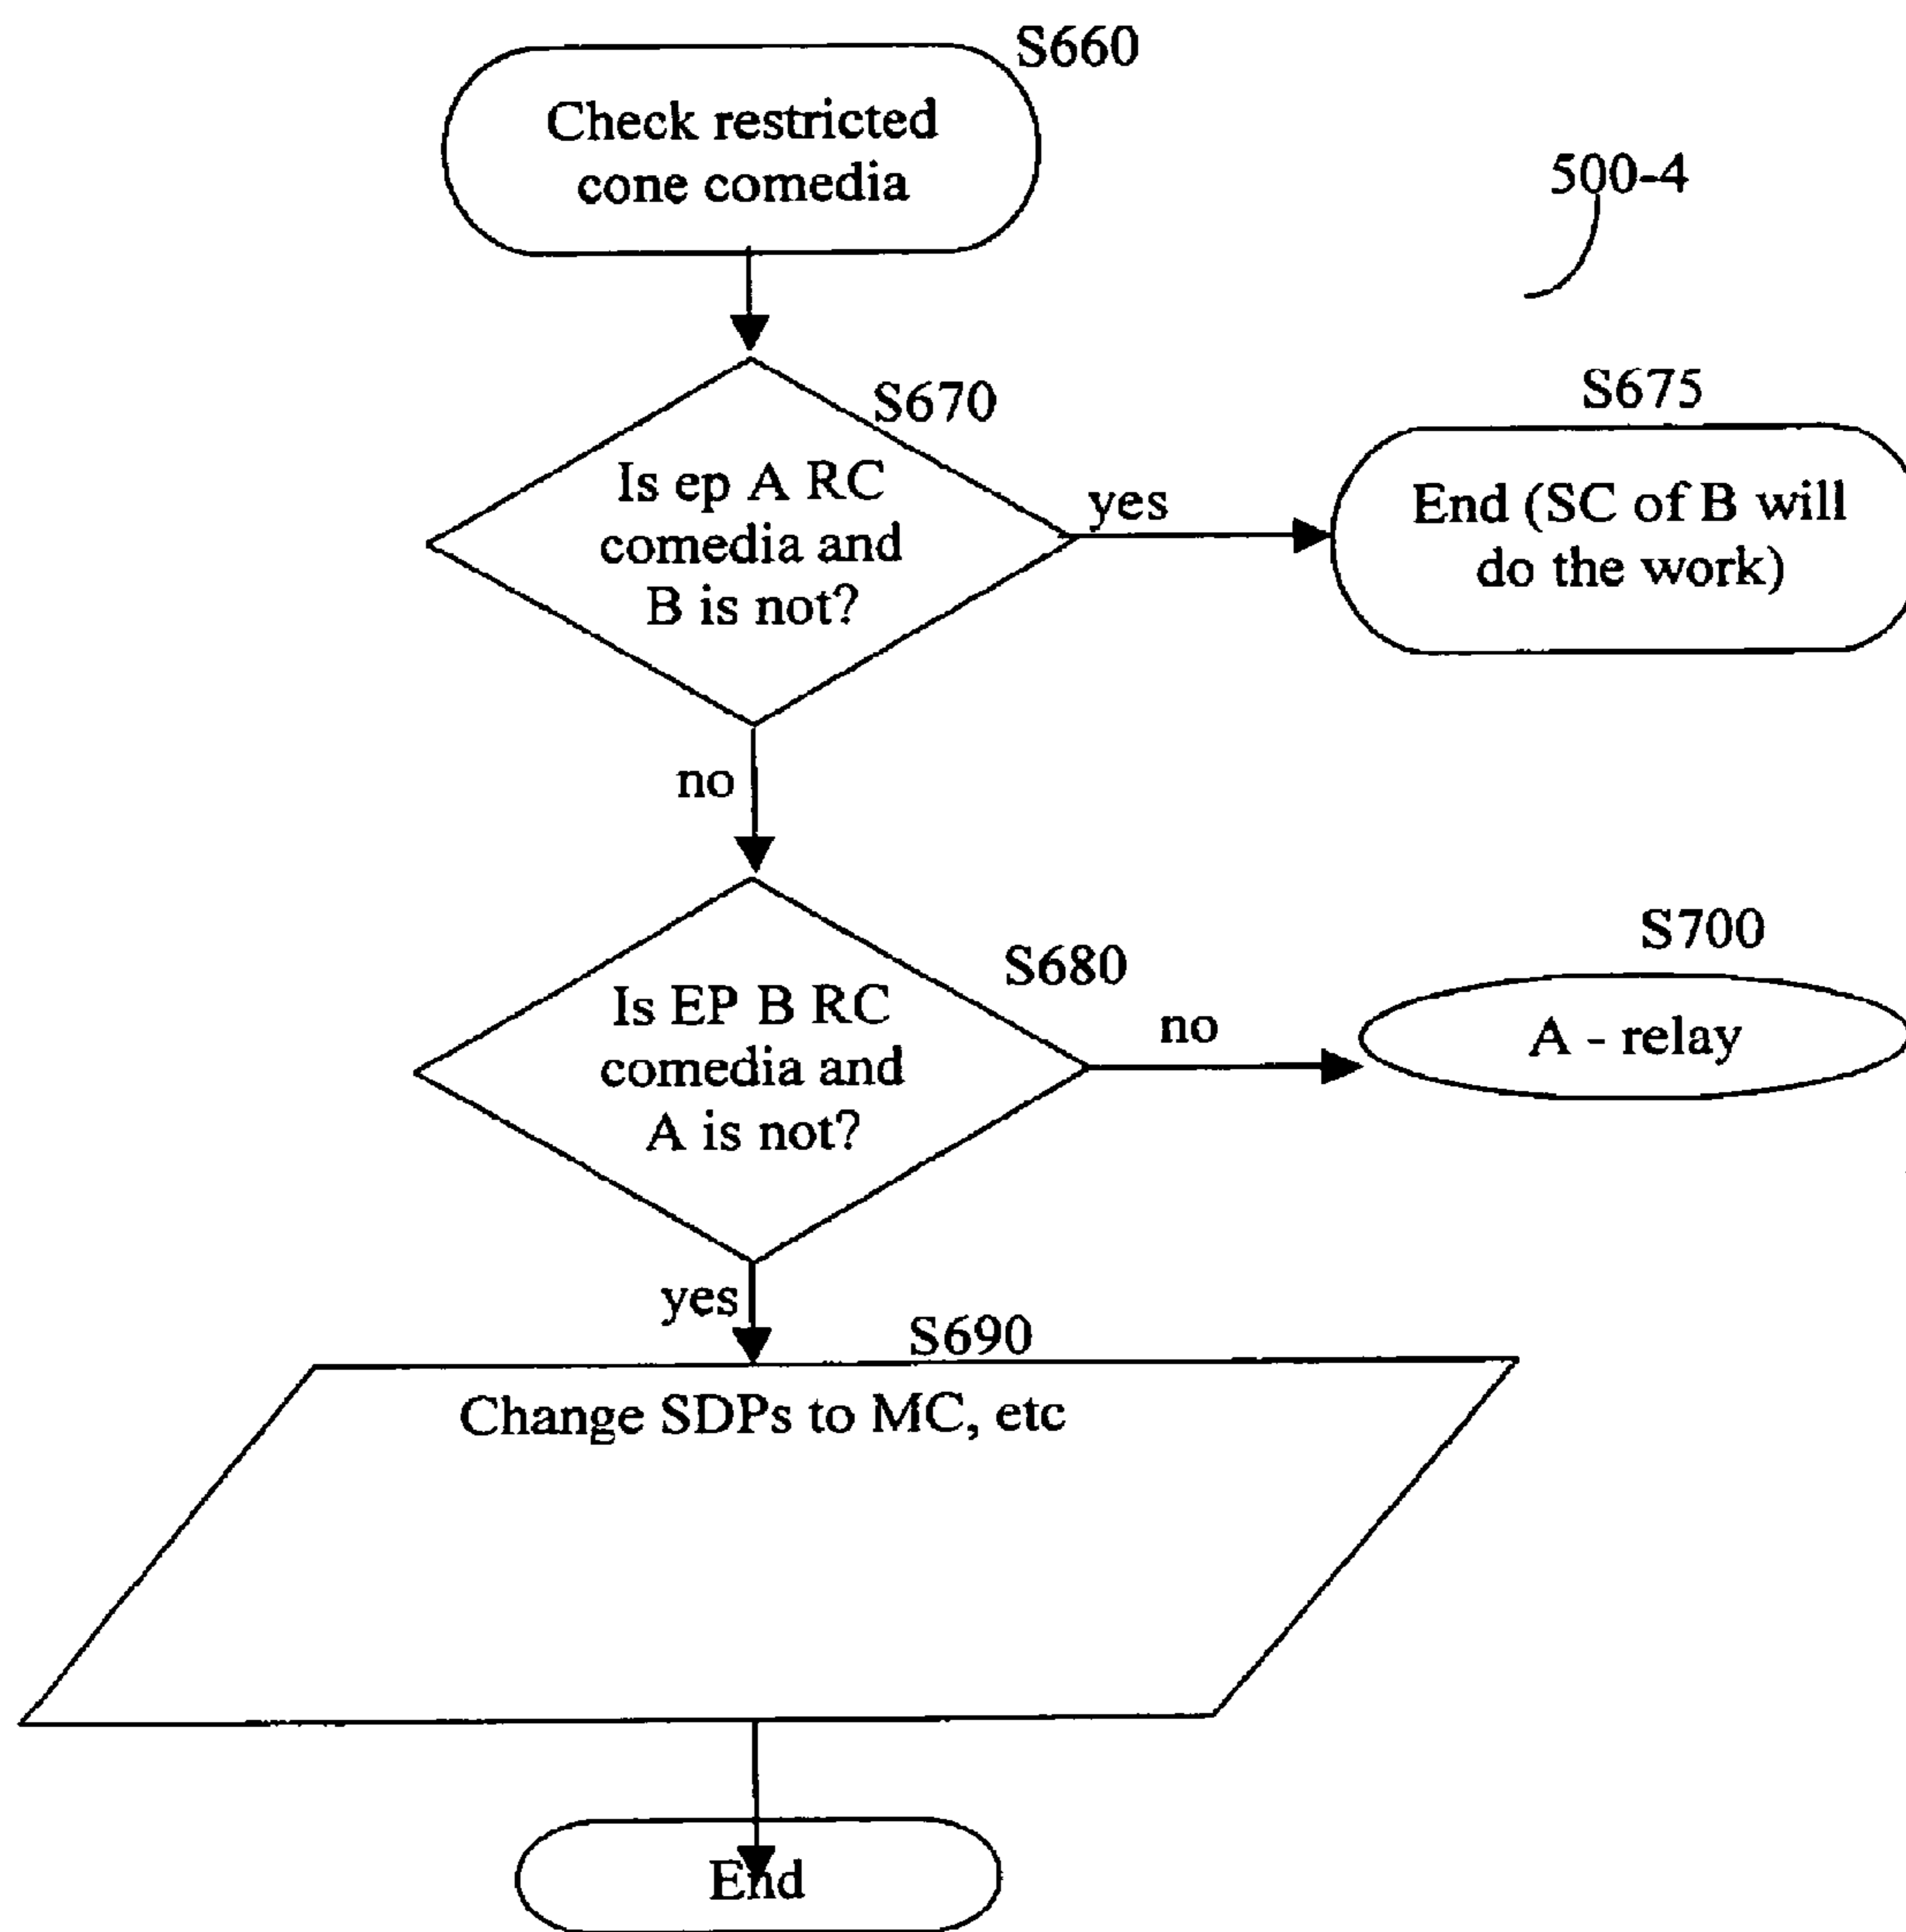 S660
Check restricted
cone comedia
500-4
S670
Is ep A RC
comedia and
B is not?
yes
S675
End (SC of B will
do the work)
no
S680
Is EP B RC
comedia and
A is not?
no
S700
A - relay
yes
S690
Change SDPs to MC, etc
End